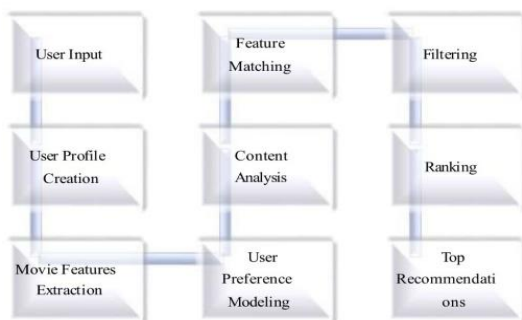 User Input
User Profile
Creation
Movie Features
Extraction
User
Preference
Modeling
Content
Analysis
Feature
Matching
Filtering
Ranking
Top
Recommendati
ons